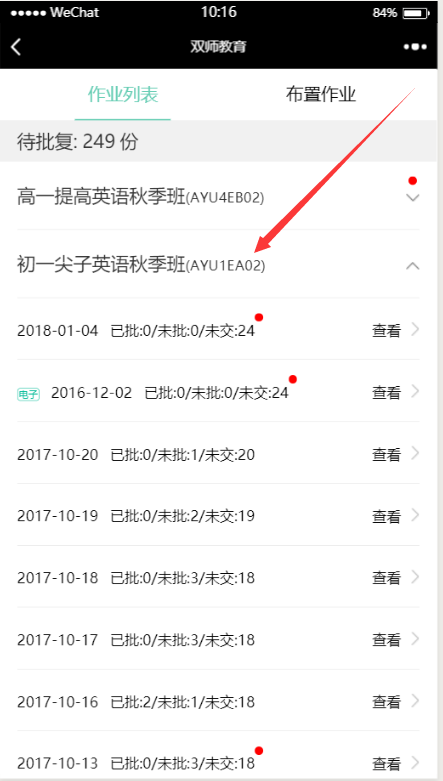 WeChat 10:16 84%
双师教育
作业列表 布置作业
待批复: 249 份
高一提高英语秋季班(AYU4EB02)
初一尖子英语秋季班(AYU1EA02)
2018-01-04 已批:0/未批:0/未交:24 查看
电子 2016-12-02 已批:0/未批:0/未交:24 查看
2017-10-20 已批:0/未批:1/未交:20 查看
2017-10-19 已批:0/未批:2/未交:19 查看
2017-10-18 已批:0/未批:3/未交:18 查看
2017-10-17 已批:0/未批:3/未交:18 查看
2017-10-16 已批:2/未批:1/未交:18 查看
2017-10-13 已批:0/未批:3/未交:18 查看